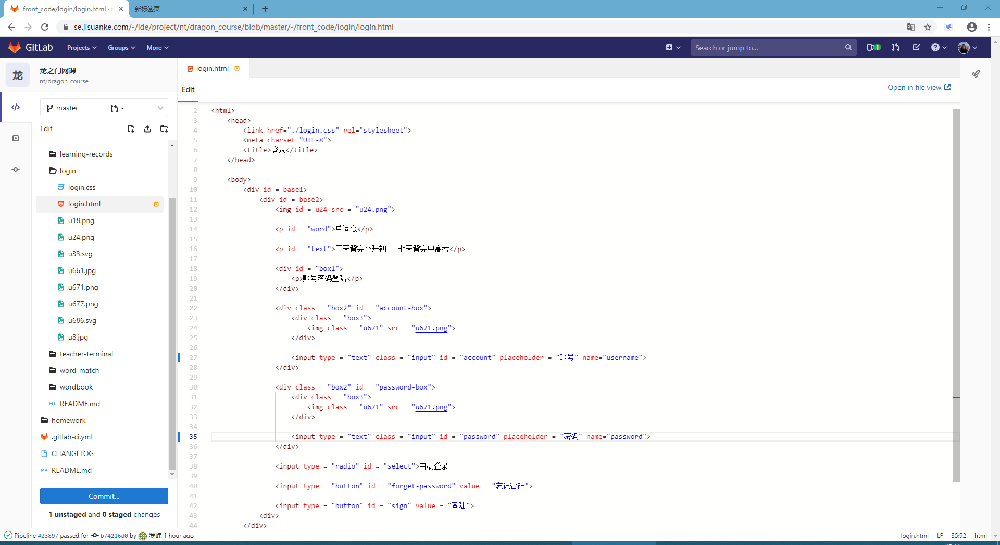 front_code/login/login.html ·
新标签页
se.jisuanke.com/-/ide/project/nt/dragon_course/blob/master/-/front_code/login/login.html
GitLab Projects Groups More Search or jump to... 1
龙 龙之门网课
nt/dragon_course
master -
Edit
learning-records
login
login.css
login.html
u18.png
u24.png
u33.svg
u661.jpg
u671.png
u677.png
u686.svg
u8.jpg
teacher-terminal
word-match
wordbook
README.md
homework
.gitlab-ci.yml
CHANGELOG
README.md
Commit...
1 unstaged and 0 staged changes
login.html
Edit
Open in file view
2 <html>
3 <head>
4 <link href="./login.css" rel="stylesheet">
5 <meta charset="UTF-8">
6 <title>登录</title>
7 </head>
8
9 <body>
10 <div id = base1>
11 <div id = base2>
12 <img id = u24 src = "u24.png">
13
14 <p id = "word">单词赢</p>
15
16 <p id = "text">三天背完小升初 七天背完中高考</p>
17
18 <div id = "box1">
19 <p>账号密码登陆</p>
20 </div>
21
22 <div class = "box2" id = "account-box">
23 <div class = "box3">
24 <img class = "u671" src = "u671.png">
25 </div>
26
27 <input type = "text" class = "input" id = "account" placeholder = "账号" name="username">
28 </div>
29
30 <div class = "box2" id = "password-box">
31 <div class = "box3">
32 <img class = "u671" src = "u671.png">
33 </div>
34
35 <input type = "text" class = "input" id = "password" placeholder = "密码" name="password">
36 </div>
37
38 <input type = "radio" id = "select">自动登录
39
40 <input type = "button" id = "forget-password" value = "忘记密码">
41
42 <input type = "button" id = "sign" value = "登陆">
43 <div>
44 </div>
Pipeline #23897 passed for b74216d0 by 罗嵘 1 hour ago
login.html LF 35:92 html